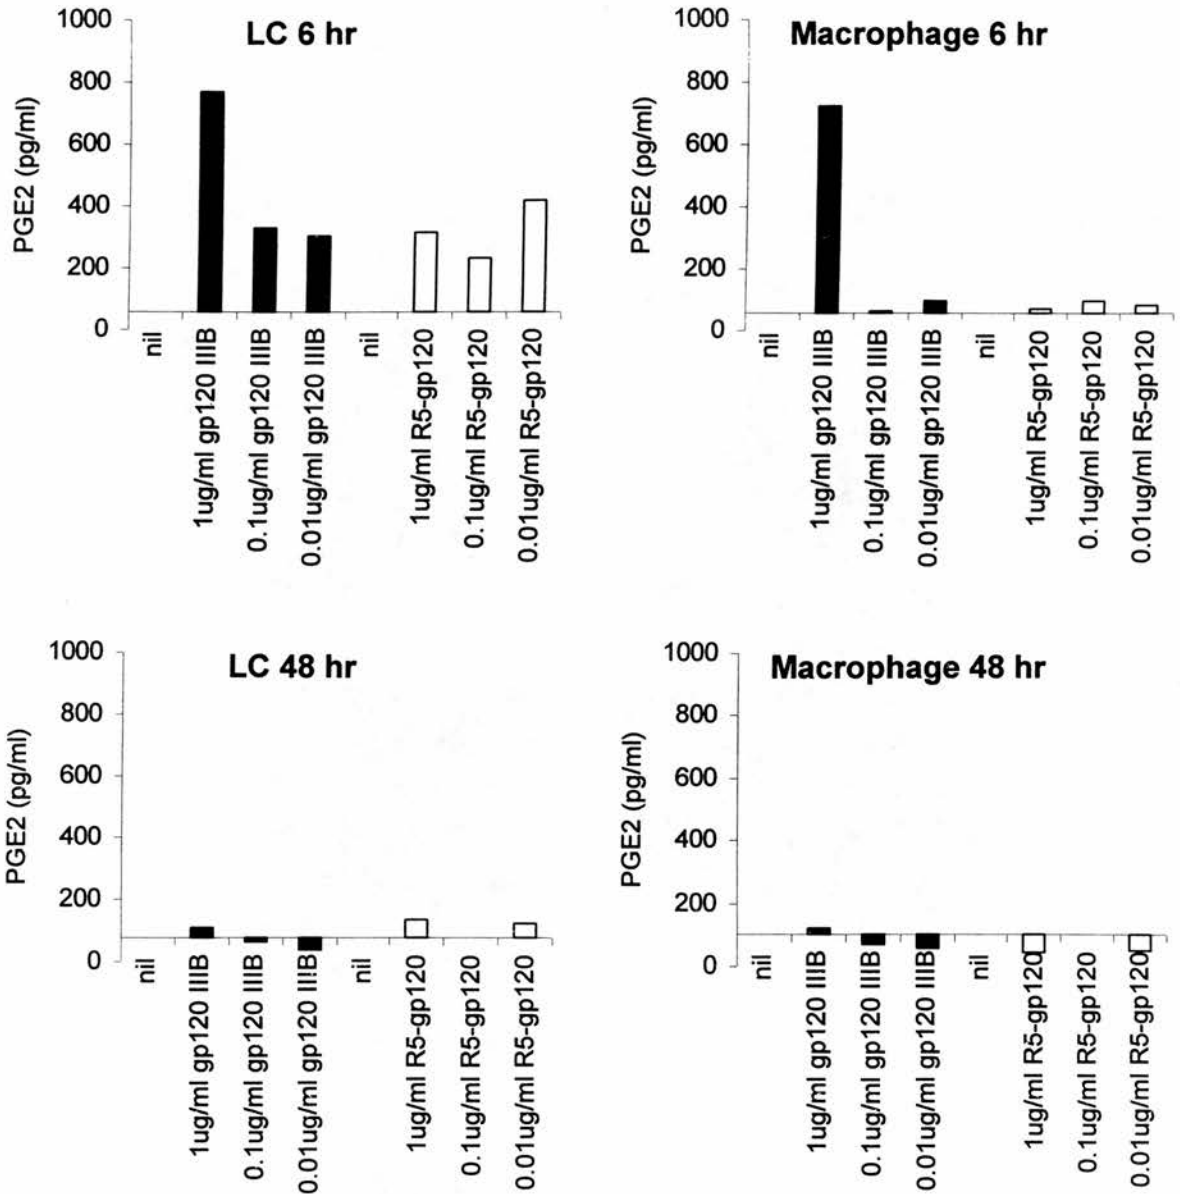 LC 6 hr
PGE2 (pg/ml)
1000
800
600
400
200
0
nil
1ug/ml gp120 IIIB
0.1ug/ml gp120 IIIB
0.01ug/ml gp120 IIIB
nil
1ug/ml R5-gp120
0.1ug/ml R5-gp120
0.01ug/ml R5-gp120
Macrophage 6 hr
PGE2 (pg/ml)
1000
800
600
400
200
0
nil
1ug/ml gp120 IIIB
0.1ug/ml gp120 IIIB
0.01ug/ml gp120 IIIB
nil
1ug/ml R5-gp120
0.1ug/ml R5-gp120
0.01ug/ml R5-gp120
LC 48 hr
PGE2 (pg/ml)
1000
800
600
400
200
0
nil
1ug/ml gp120 IIIB
0.1ug/ml gp120 IIIB
0.01ug/ml gp120 IIIB
nil
1ug/ml R5-gp120
0.1ug/ml R5-gp120
0.01ug/ml R5-gp120
Macrophage 48 hr
PGE2 (pg/ml)
1000
800
600
400
200
0
nil
1ug/ml gp120 IIIB
0.1ug/ml gp120 IIIB
0.01ug/ml gp120 IIIB
nil
1ug/ml R5-gp120
0.1ug/ml R5-gp120
0.01ug/ml R5-gp120